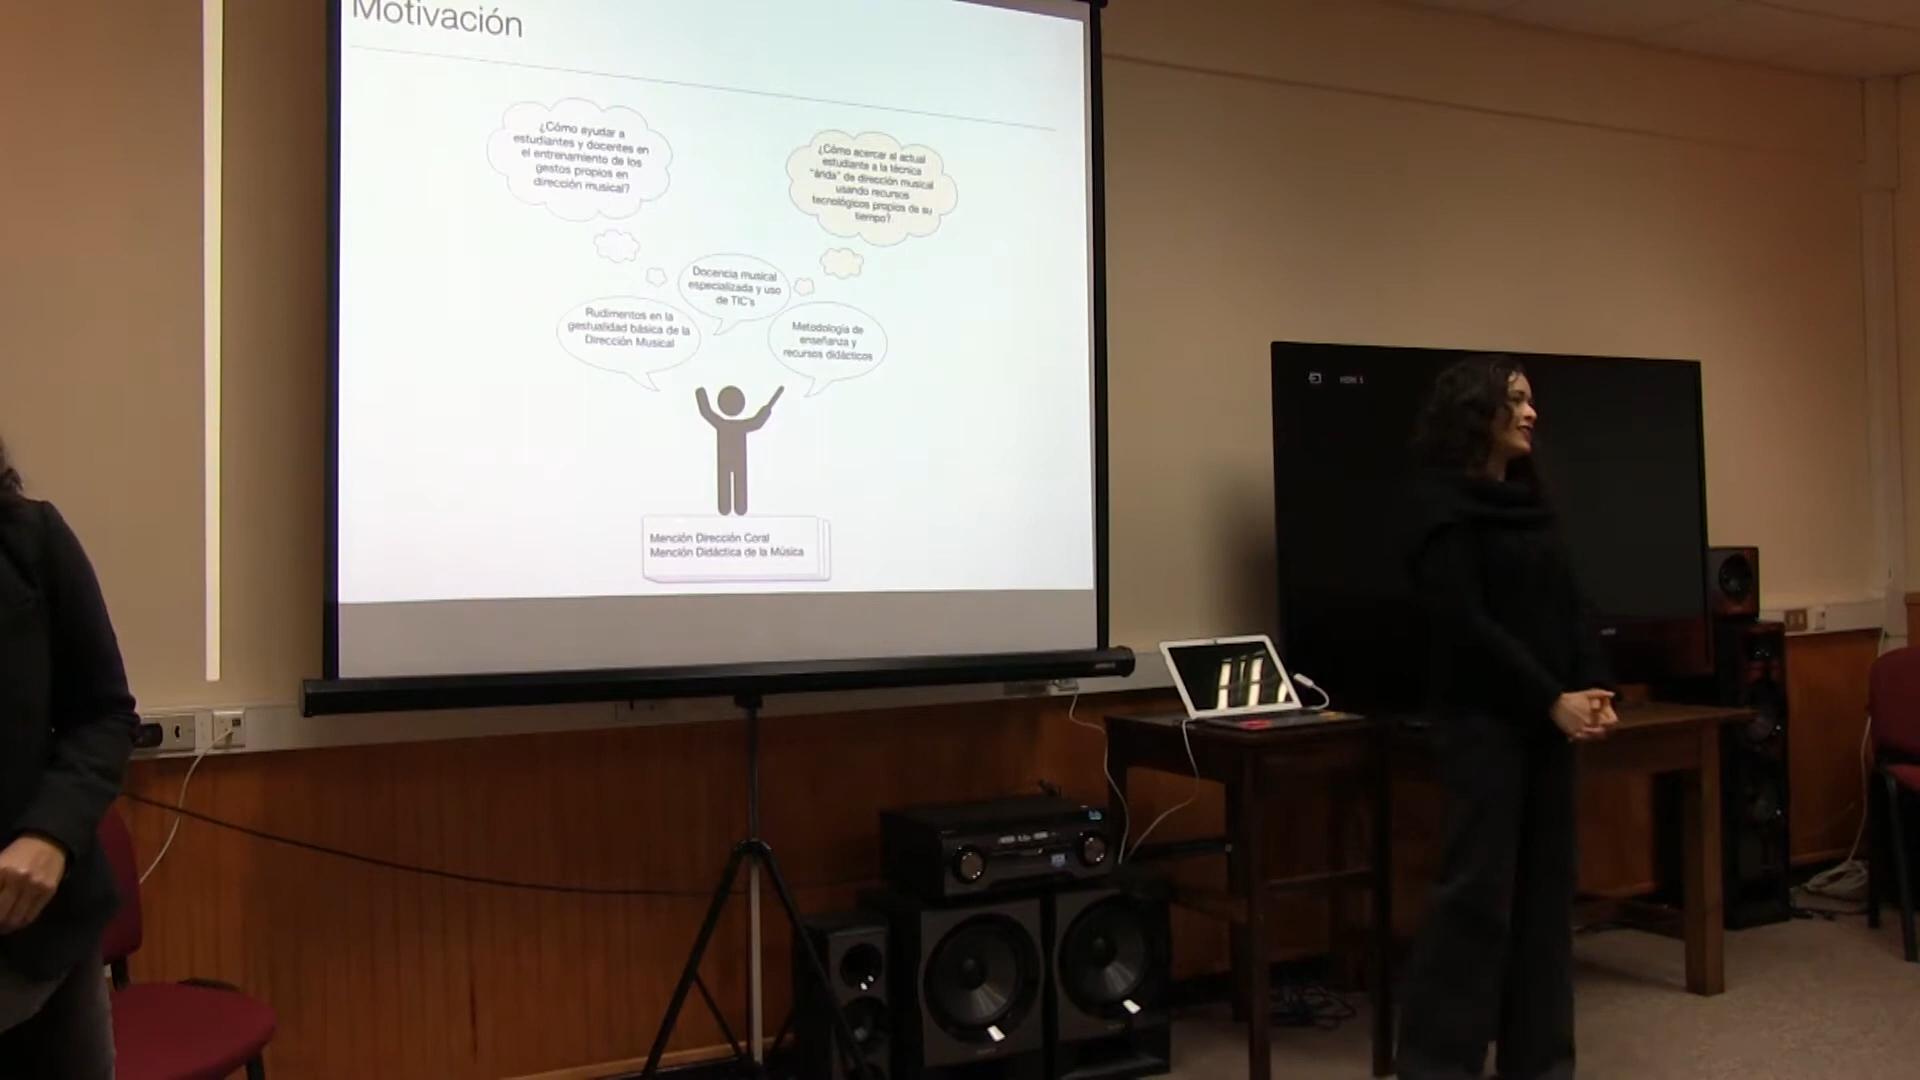 Motivación
¿Cómo ayudar a
estudiantes y docentes en
el entrenamiento de los
gestos propios en
dirección musical?
¿Cómo acercar al actual
estudiante a la técnica
"árida" de dirección musical
usando recursos
tecnológicos propios de su
tiempo?
Docencia musical
especializada y uso
de TIC's
Rudimentos en la
gestualidad básica de la
Dirección Musical
Metodología de
enseñanza y
recursos didácticos
Mención Dirección Coral
Mención Didáctica de la Música
HDMI 1